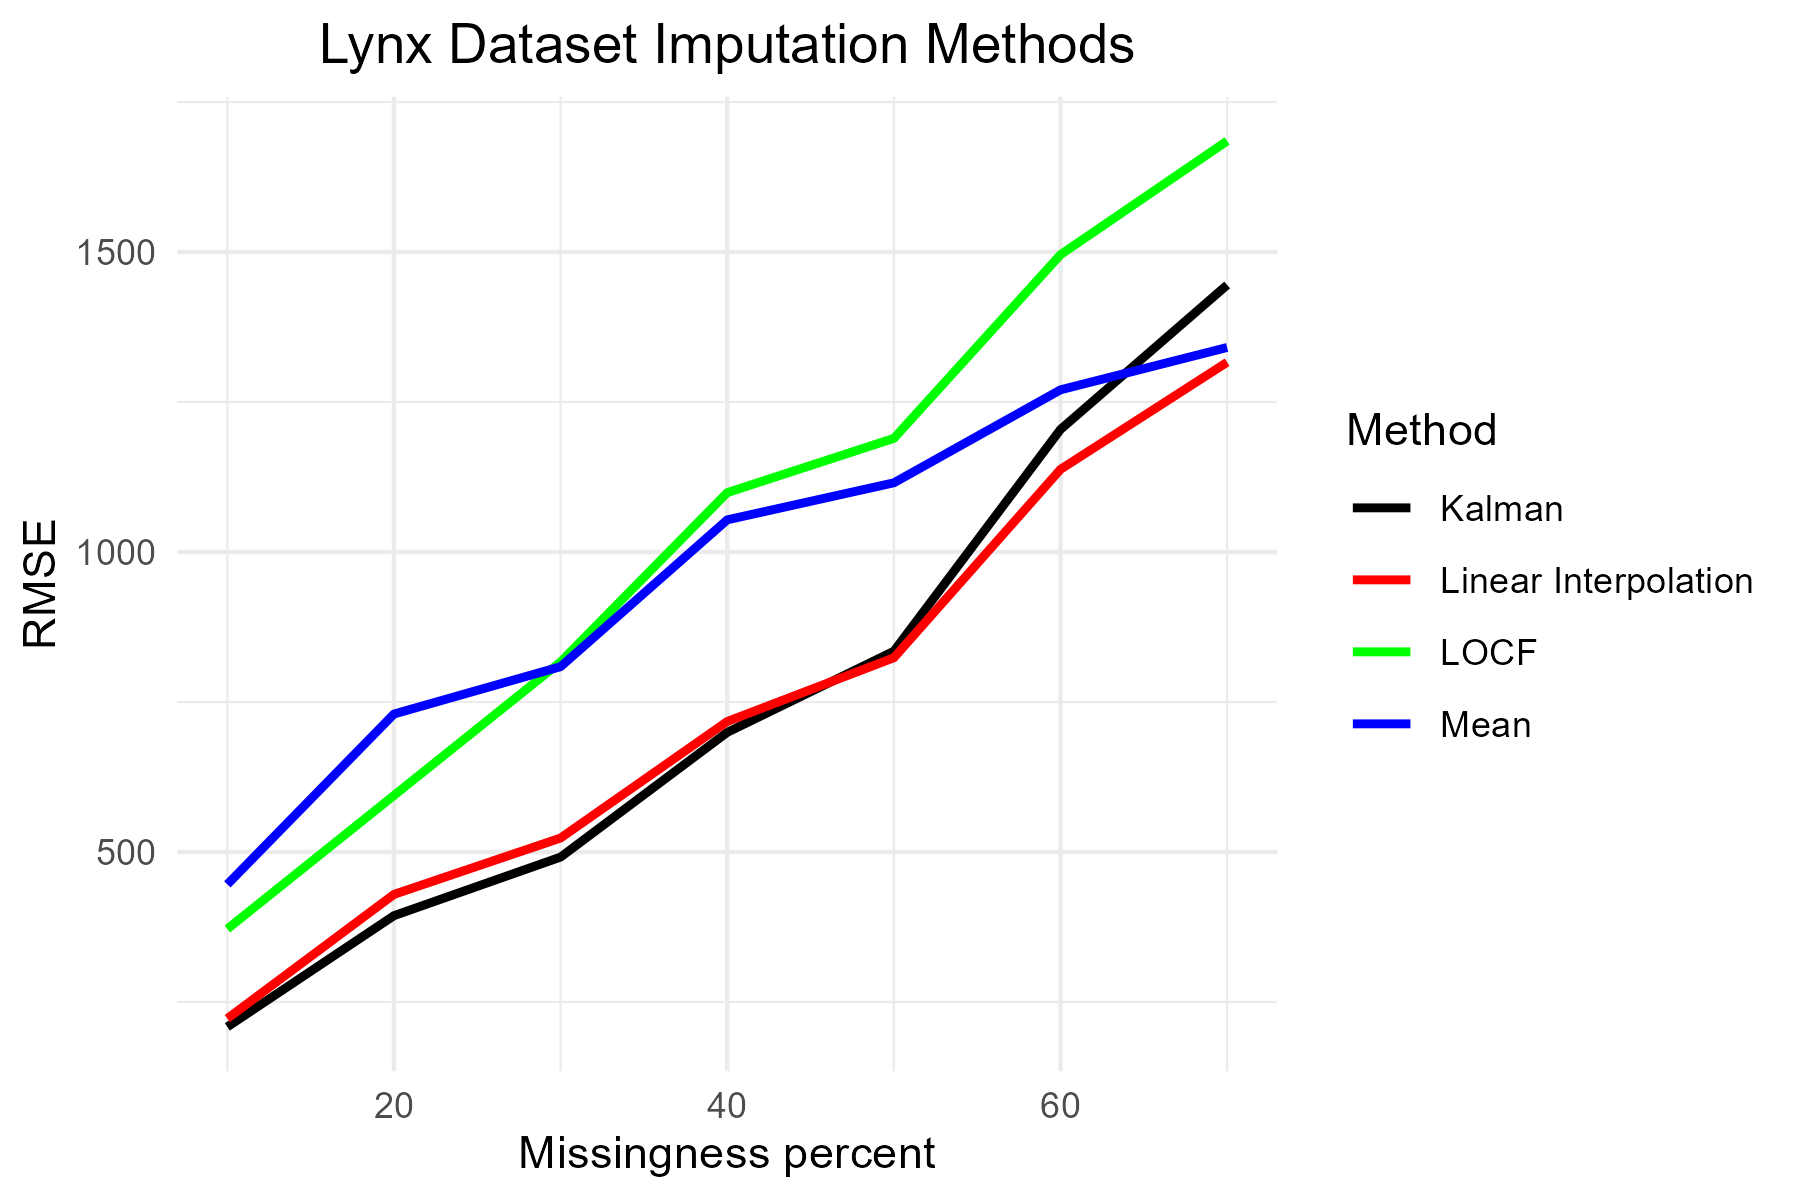 Lynx Dataset Imputation Methods
RMSE
1500
1000
500
20
40
60
Missingness percent
Method
Kalman
Linear Interpolation
LOCF
Mean